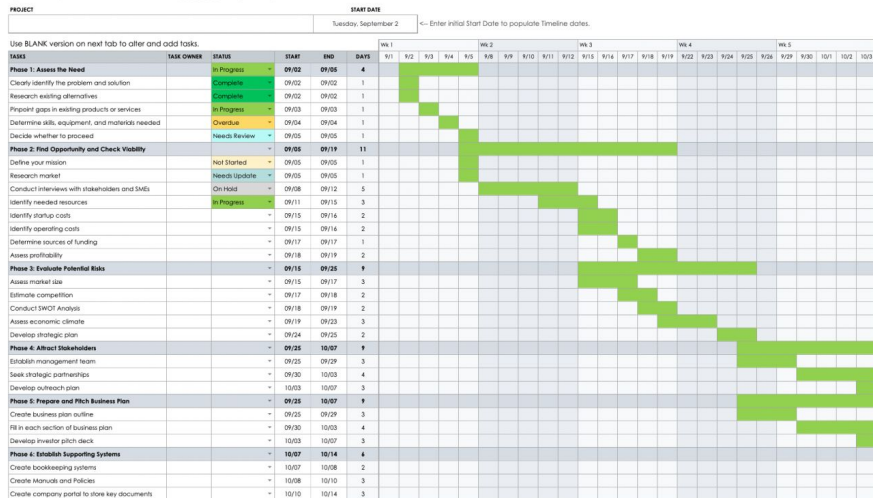 PROJECT START DATE
Tuesday, September 2 <-- Enter initial Start Date to populate Timeline dates.
Use BLANK version on next tab to alter and add tasks. Wk 1 Wk 2 Wk 3 Wk 4 Wk 5
TASKS TASK OWNER STATUS START END DAYS 9/1 9/2 9/3 9/4 9/5 9/8 9/9 9/10 9/11 9/12 9/15 9/16 9/17 9/18 9/19 9/22 9/23 9/24 9/25 9/26 9/29 9/30 10/1 10/2 10/3
Phase 1: Assess the Need In Progress 09/02 09/05 4
Clearly identify the problem and solution Complete 09/02 09/02 1
Research existing alternatives Complete 09/02 09/02 1
Pinpoint gaps in existing products or services In Progress 09/03 09/03 1
Determine skills, equipment, and materials needed Overdue 09/04 09/04 1
Decide whether to proceed Needs Review 09/05 09/05 1
Phase 2: Find Opportunity and Check Viability 09/05 09/19 11
Define your mission Not Started 09/05 09/05 1
Research market Needs Update 09/05 09/05 1
Conduct interviews with stakeholders and SMEs On Hold 09/08 09/12 5
Identify needed resources In Progress 09/11 09/15 3
Identify startup costs 09/15 09/16 2
Identify operating costs 09/15 09/16 2
Determine sources of funding 09/17 09/17 1
Assess profitability 09/18 09/19 2
Phase 3: Evaluate Potential Risks 09/15 09/25 9
Assess market size 09/15 09/17 3
Estimate competition 09/17 09/18 2
Conduct SWOT Analysis 09/18 09/19 2
Assess economic climate 09/19 09/23 3
Develop strategic plan 09/24 09/25 2
Phase 4: Attract Stakeholders 09/25 10/07 9
Establish management team 09/25 09/29 3
Seek strategic partnerships 09/30 10/03 4
Develop outreach plan 10/03 10/07 3
Phase 5: Prepare and Pitch Business Plan 09/25 10/07 9
Create business plan outline 09/25 09/29 3
Fill in each section of business plan 09/30 10/03 4
Develop investor pitch deck 10/03 10/07 3
Phase 6: Establish Supporting Systems 10/07 10/14 6
Create bookkeeping systems 10/07 10/08 2
Create Manuals and Policies 10/08 10/10 3
Create company portal to store key documents 10/10 10/14 3